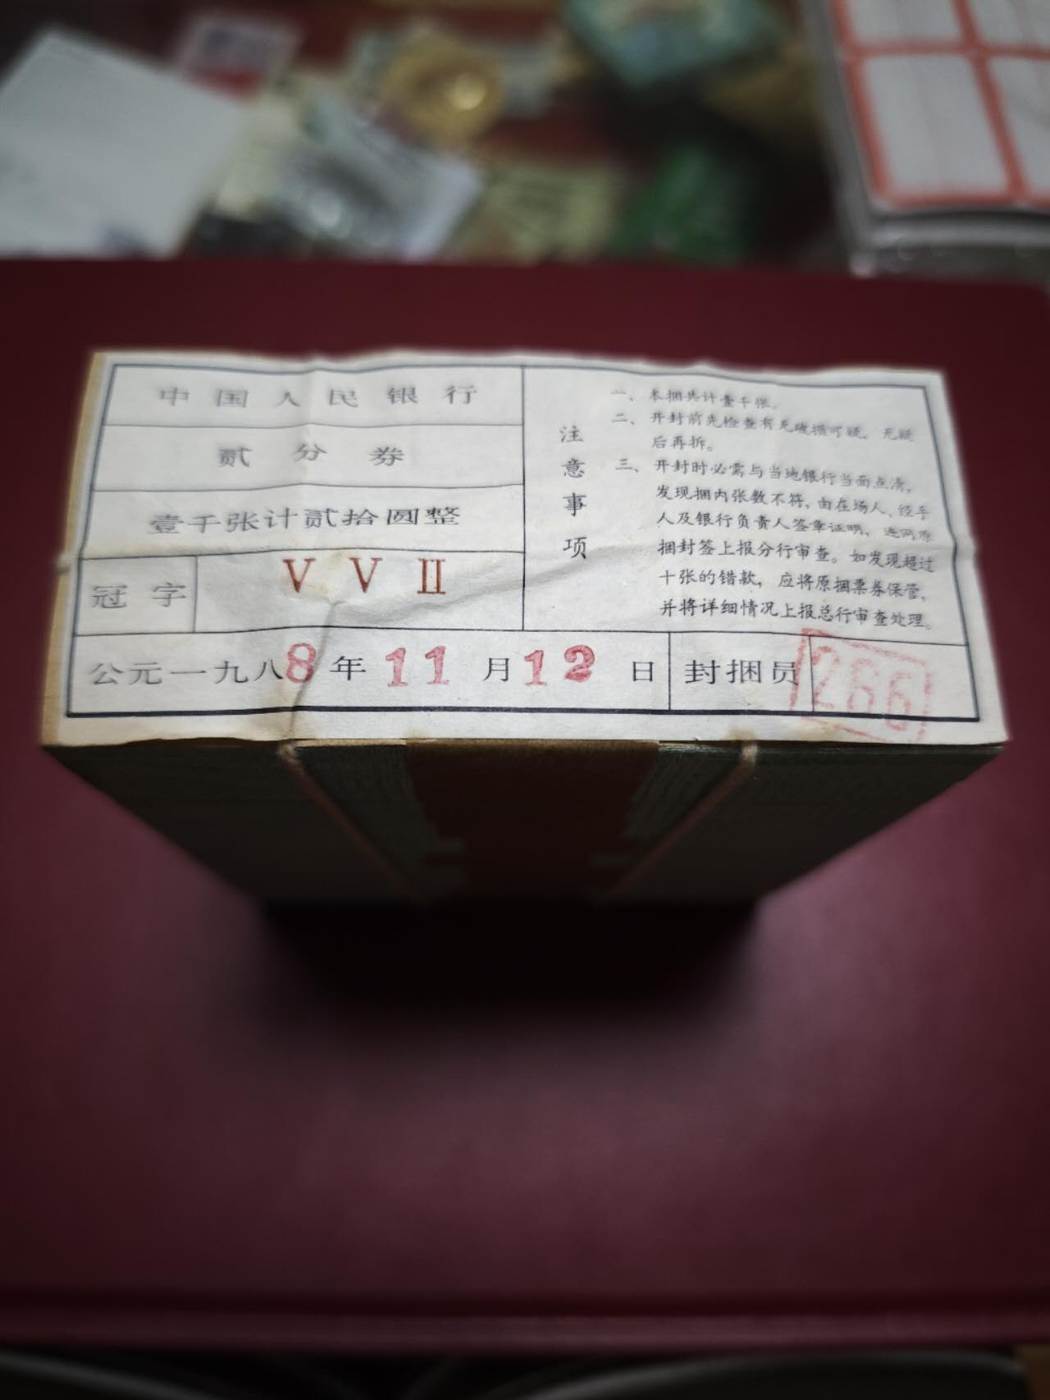 中国人民银行
贰分券
壹千张计贰拾圆整
冠字 V V II
公元一九八8年11月12日 封捆员 266
注意事项
一、本捆共计壹千张。
二、开封前先检查有无破损可疑,无疑
后再拆。
三、开封时必需与当地银行当面点清,
发现捆内张数不符,由在场人、经手
人及银行负责人签章证明,连同原
捆封签上报分行审查。如发现超过
十张的错款,应将原捆票券保管,
并将详细情况上报总行审查处理。